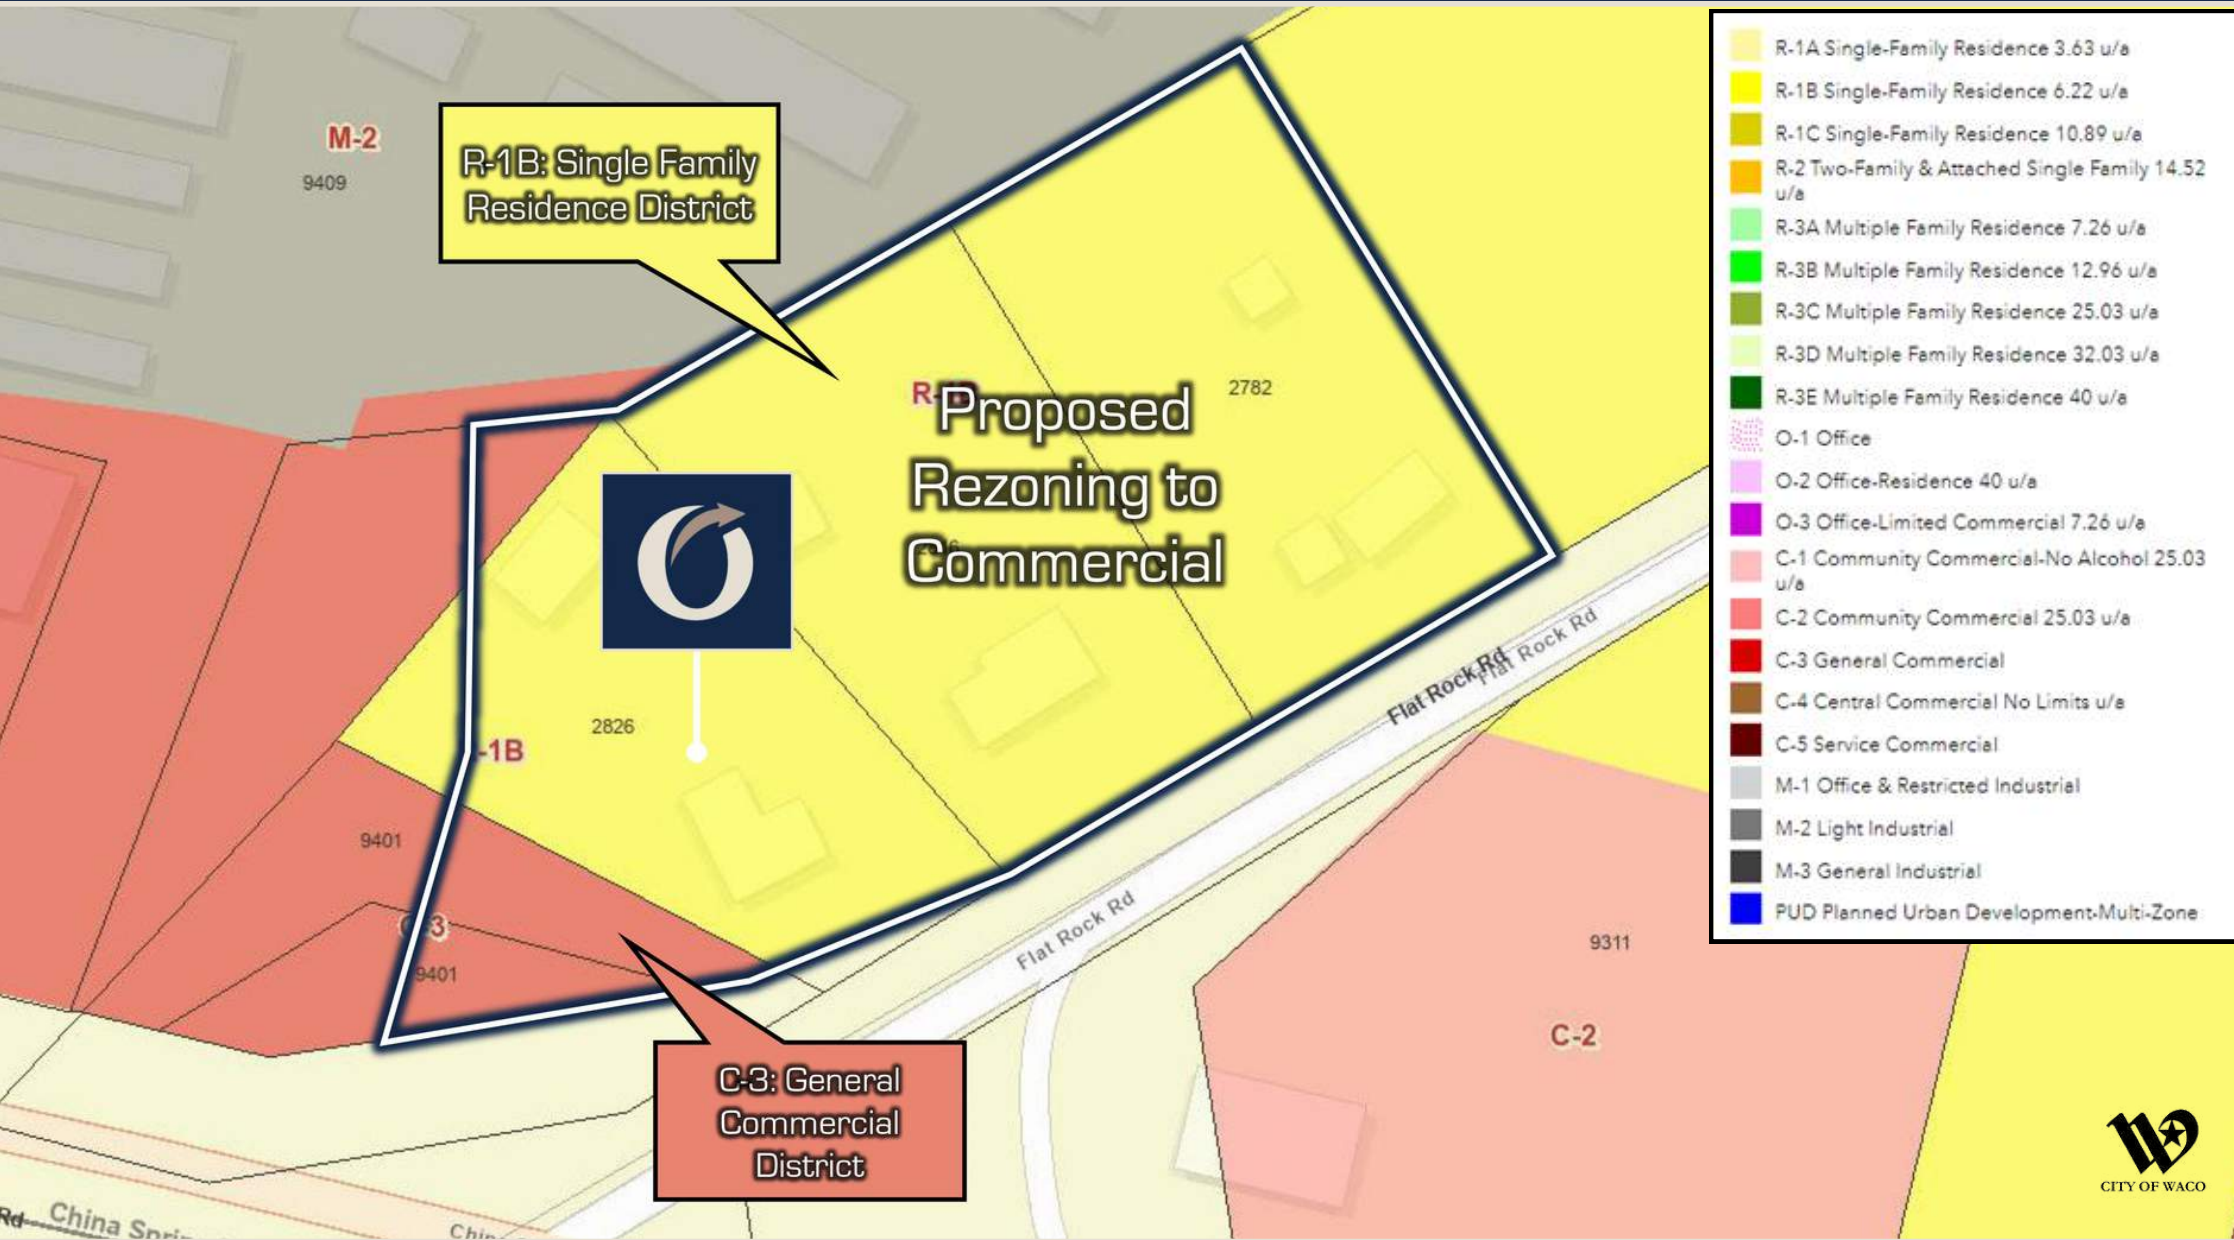 M-2
9409
R-1B: Single Family
Residence District
Proposed
Rezoning to
Commercial
2782
2826
-1B
9401
-3
9401
C-3: General
Commercial
District
Flat Rock Rd
Flat Rock Rd
Flat Rock Rd
9311
C-2
Rd
China
R-1A Single-Family Residence 3.63 u/a
R-1B Single-Family Residence 6.22 u/a
R-1C Single-Family Residence 10.89 u/a
R-2 Two-Family & Attached Single Family 14.52
u/a
R-3A Multiple Family Residence 7.26 u/a
R-3B Multiple Family Residence 12.96 u/a
R-3C Multiple Family Residence 25.03 u/a
R-3D Multiple Family Residence 32.03 u/a
R-3E Multiple Family Residence 40 u/a
O-1 Office
O-2 Office-Residence 40 u/a
O-3 Office-Limited Commercial 7.26 u/a
C-1 Community Commercial-No Alcohol 25.03
u/a
C-2 Community Commercial 25.03 u/a
C-3 General Commercial
C-4 Central Commercial No Limits u/a
C-5 Service Commercial
M-1 Office & Restricted Industrial
M-2 Light Industrial
M-3 General Industrial
PUD Planned Urban Development-Multi-Zone
CITY OF WACO